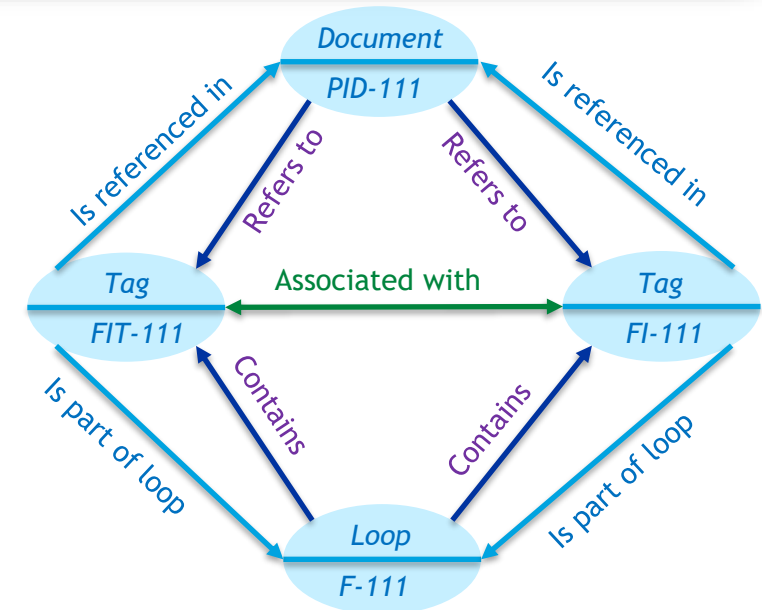 Document
PID-111
Is referenced in
Refers to
Refers to
Is referenced in
Tag
FIT-111
Associated with
Tag
FI-111
Is part of loop
Contains
Contains
Is part of loop
Loop
F-111